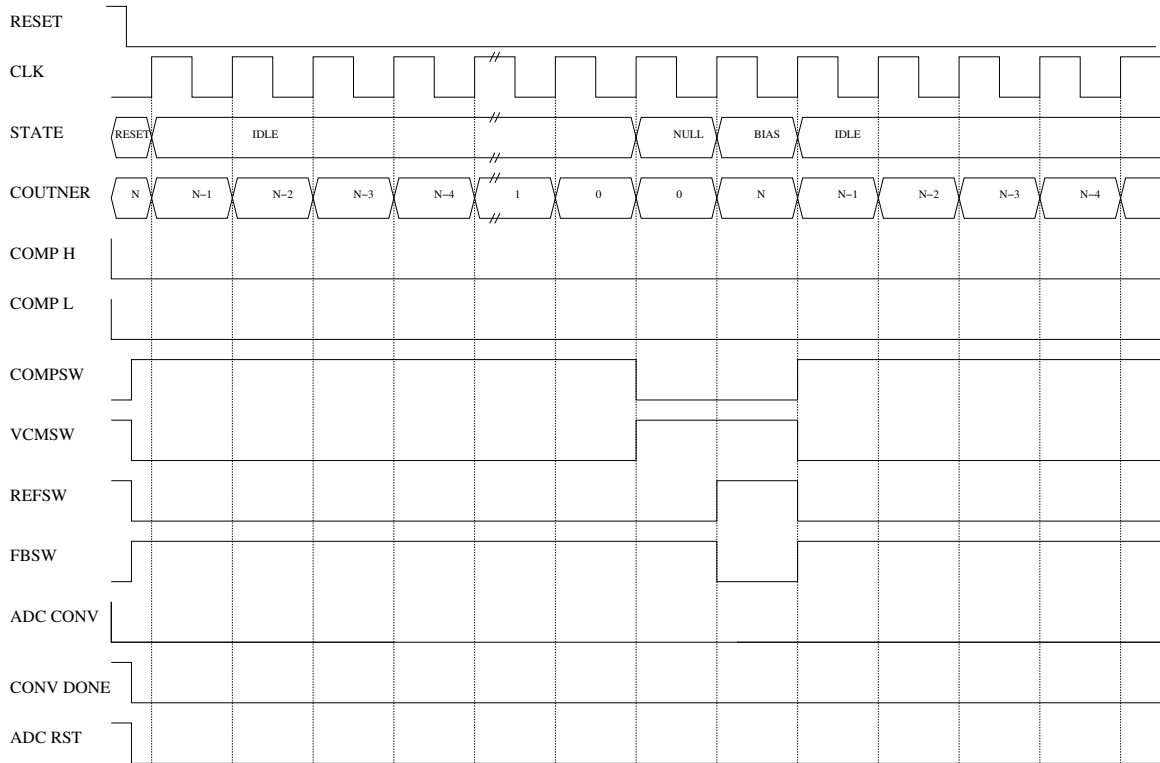 RESET
CLK
STATE RESET IDLE NULL BIAS IDLE
COUTNER N N−1 N−2 N−3 N−4 1 0 0 N N−1 N−2 N−3 N−4
COMP H
COMP L
COMPSW
VCMSW
REFSW
FBSW
ADC CONV
CONV DONE
ADC RST